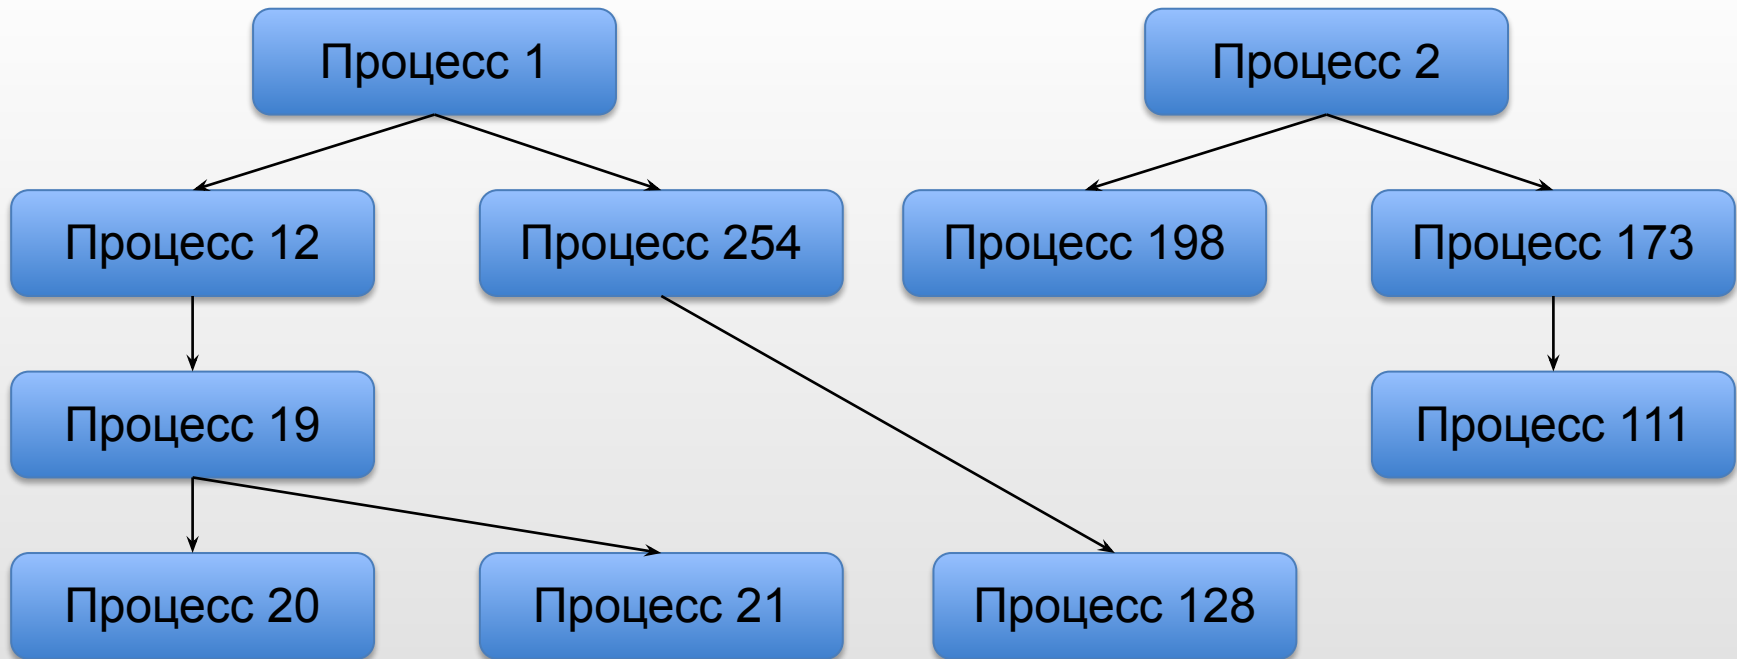 Процесс 1
Процесс 2
Процесс 12
Процесс 254
Процесс 198
Процесс 173
Процесс 19
Процесс 111
Процесс 20
Процесс 21
Процесс 128